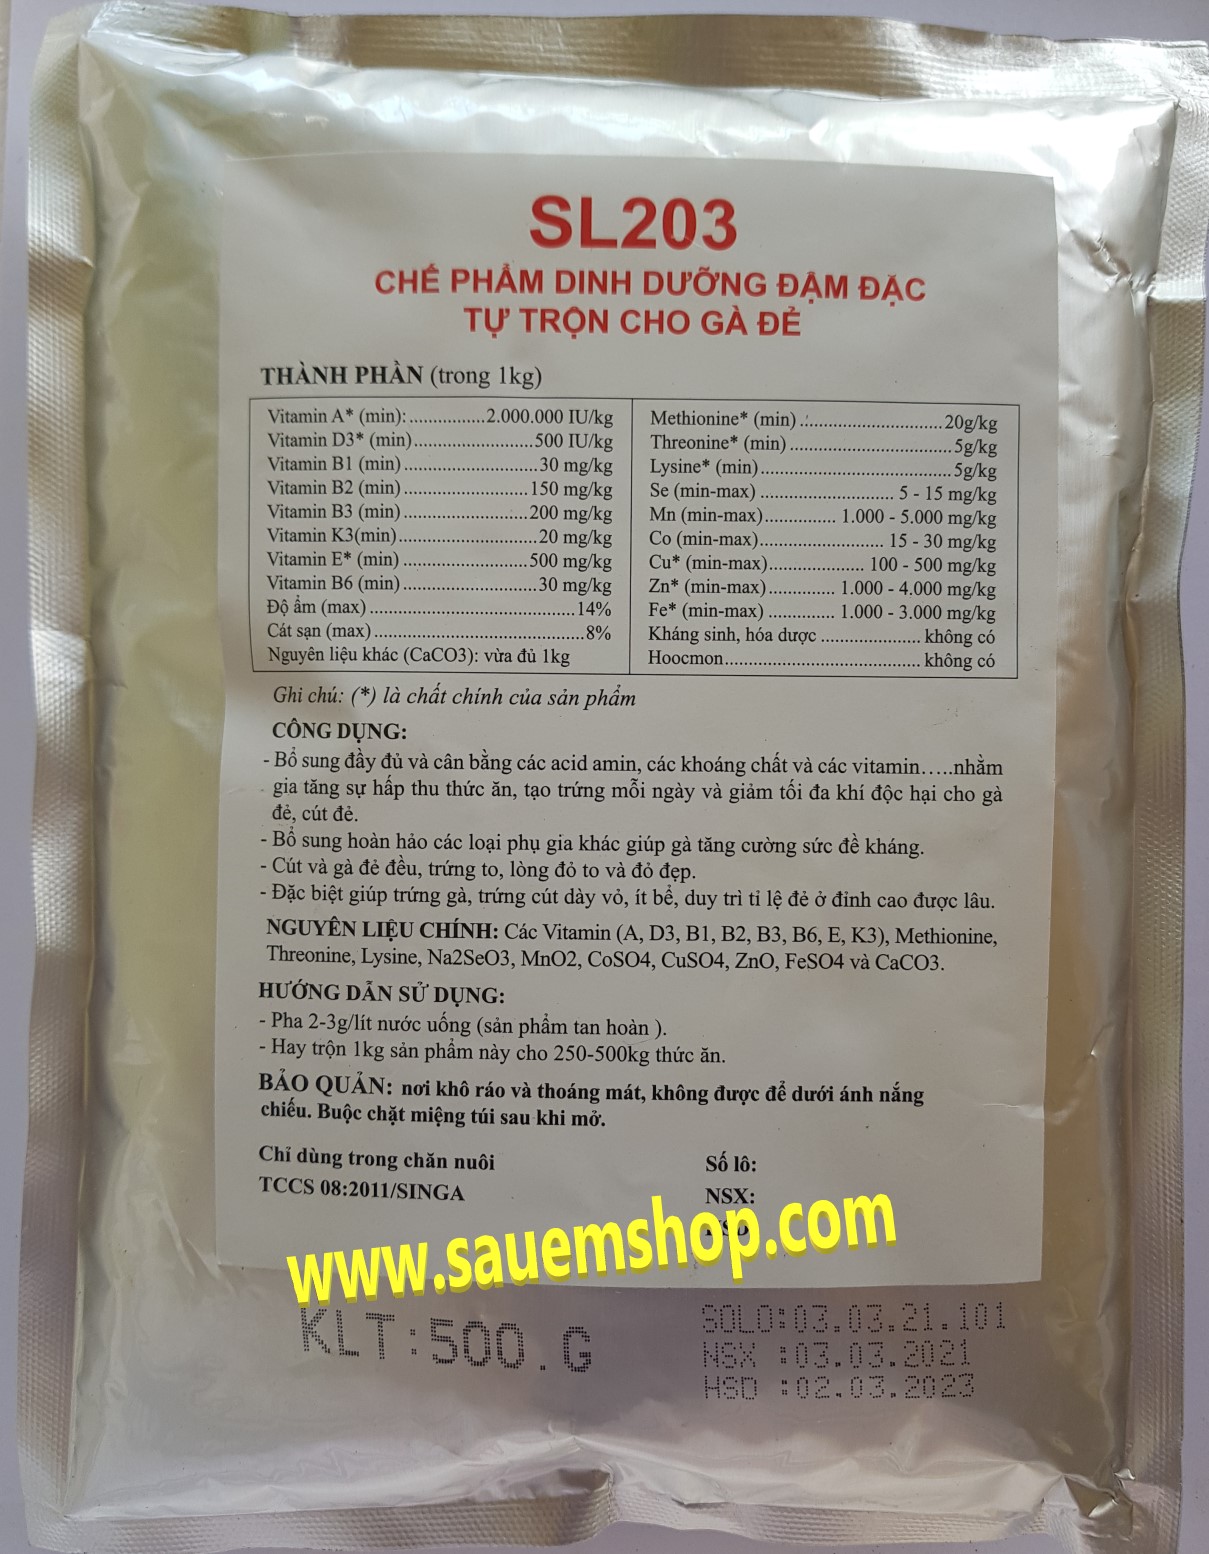 SL203
CHẾ PHẨM DINH DƯỠNG ĐẬM ĐẶC
TỰ TRỘN CHO GÀ ĐẺ
THÀNH PHẦN (trong 1kg)
Vitamin A* (min):...............2.000.000 IU/kg
Vitamin D3* (min).........................500 IU/kg
Vitamin B1 (min)............................30 mg/kg
Vitamin B2 (min)..........................150 mg/kg
Vitamin B3 (min)..........................200 mg/kg
Vitamin K3(min).............................20 mg/kg
Vitamin E* (min)...........................500 mg/kg
Vitamin B6 (min)............................30 mg/kg
Độ ẩm (max)...........................................14%
Cát sạn (max)............................................8%
Nguyên liệu khác (CaCO3): vừa đủ 1kg
Methionine* (min)..............................20g/kg
Threonine* (min)..................................5g/kg
Lysine* (min)........................................5g/kg
Se (min-max)............................ 5 - 15 mg/kg
Mn (min-max)............... 1.000 - 5.000 mg/kg
Co (min-max).......................... 15 - 30 mg/kg
Cu* (min-max).................... 100 - 500 mg/kg
Zn* (min-max).............. 1.000 - 4.000 mg/kg
Fe* (min-max).............. 1.000 - 3.000 mg/kg
Kháng sinh, hóa dược..................... không có
Hoocmon......................................... không có
Ghi chú: (*) là chất chính của sản phẩm
CÔNG DỤNG:
- Bổ sung đầy đủ và cân bằng các acid amin, các khoáng chất và các vitamin…..nhằm
gia tăng sự hấp thu thức ăn, tạo trứng mỗi ngày và giảm tối đa khí độc hại cho gà
đẻ, cút đẻ.
- Bổ sung hoàn hảo các loại phụ gia khác giúp gà tăng cường sức đề kháng.
- Cút và gà đẻ đều, trứng to, lòng đỏ to và đỏ đẹp.
- Đặc biệt giúp trứng gà, trứng cút dày vỏ, ít bể, duy trì tỉ lệ đẻ ở đỉnh cao được lâu.
NGUYÊN LIỆU CHÍNH: Các Vitamin (A, D3, B1, B2, B3, B6, E, K3), Methionine,
Threonine, Lysine, Na2SeO3, MnO2, CoSO4, CuSO4, ZnO, FeSO4 và CaCO3.
HƯỚNG DẪN SỬ DỤNG:
- Pha 2-3g/lít nước uống (sản phẩm tan hoàn ).
- Hay trộn 1kg sản phẩm này cho 250-500kg thức ăn.
BẢO QUẢN: nơi khô ráo và thoáng mát, không được để dưới ánh nắng
chiếu. Buộc chặt miệng túi sau khi mở.
Chỉ dùng trong chăn nuôi
TCCS 08:2011/SINGA
Số lô:
NSX:
www.sauemshop.com
KLT:500.G
SOLO:03.03.21.101
NSX :03.03.2021
HSD :02.03.2023